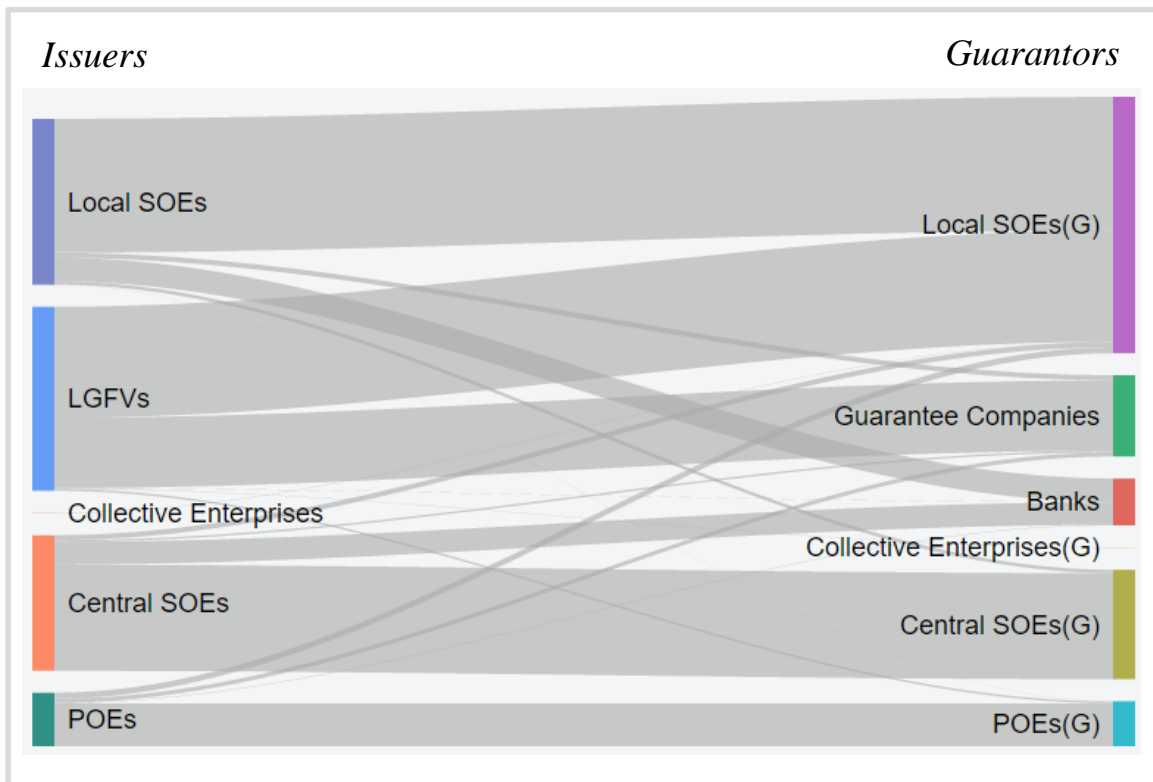 Issuers
Guarantors
Local SOEs
Local SOEs(G)
LGFVs
Guarantee Companies
Banks
Collective Enterprises
Collective Enterprises(G)
Central SOEs
Central SOEs(G)
POEs
POEs(G)